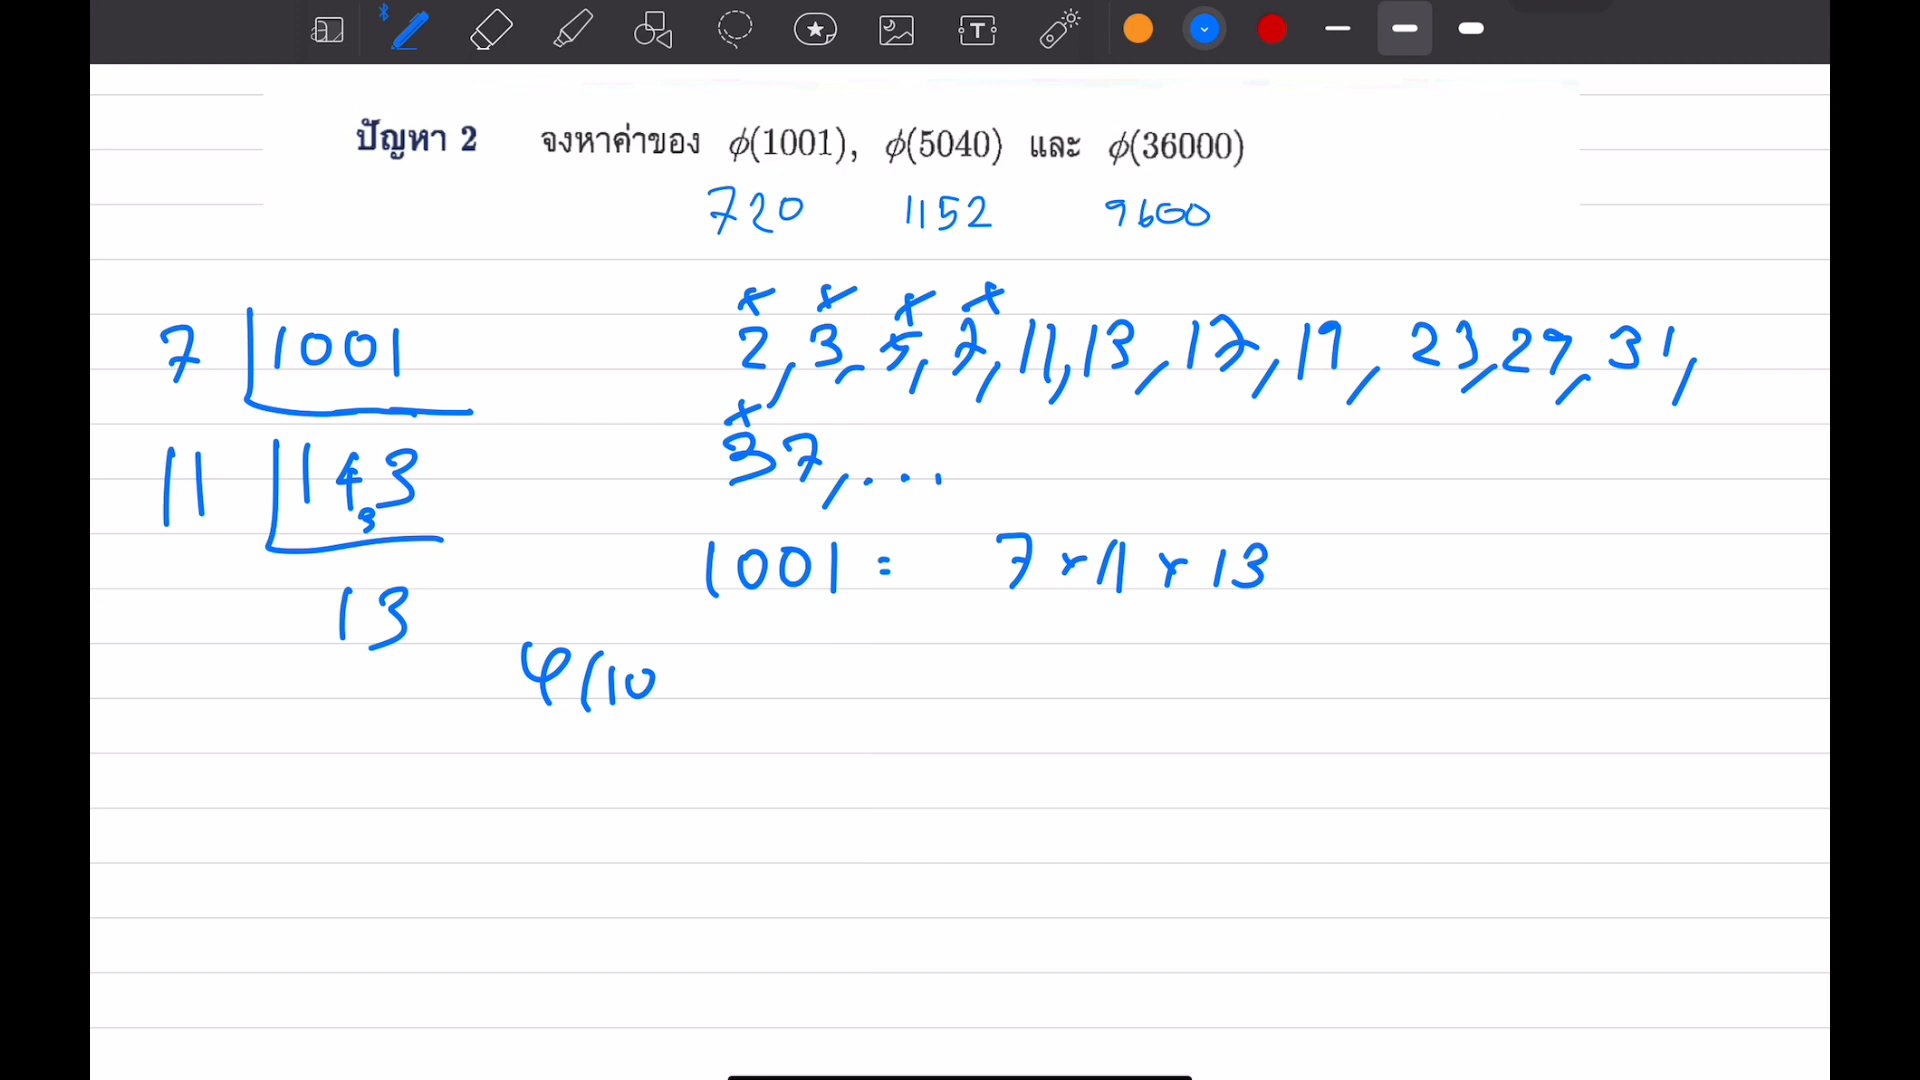 ปัญหา 2 จงหาค่าของ ϕ(1001), ϕ(5040) และ ϕ(36000)
720 1152 9600
7 1001
2, 3, 5, 7, 11, 13, 17, 19, 23, 29, 31,
37, ...
11 143
1001 = 7 × 11 × 13
13
φ(10